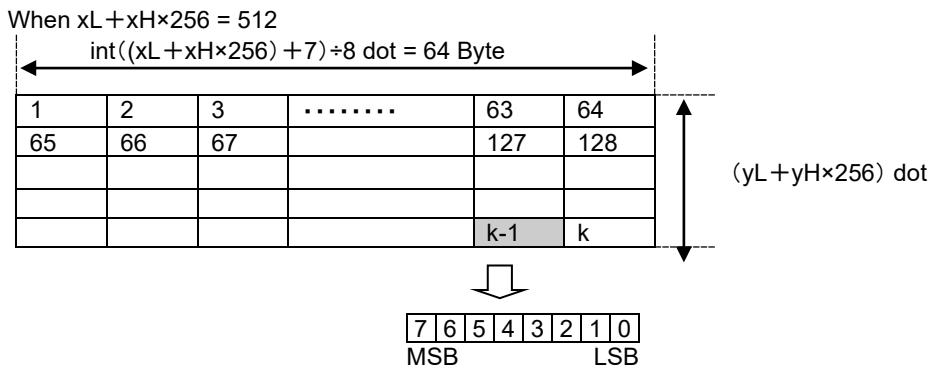 When xL＋xH×256 = 512
int（（xL＋xH×256）＋7）÷8 dot = 64 Byte
1 2 3 ････････ 63 64
65 66 67 127 128
（yL＋yH×256）dot
k-1 k
7 6 5 4 3 2 1 0
MSB LSB